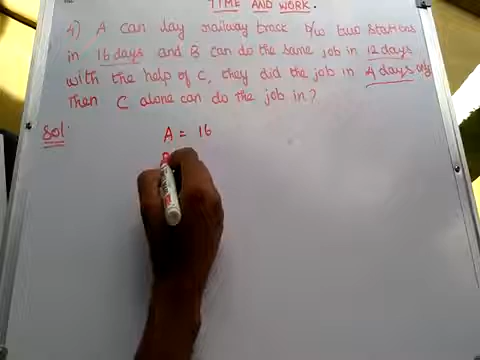 TIME AND WORK.
4) A can lay railway track b/w two stations
in 16 days and B can do the same job in 12 days
with the help of C, they did the job in 4 days only
Then C alone can do the job in?
Sol:
A = 16
B